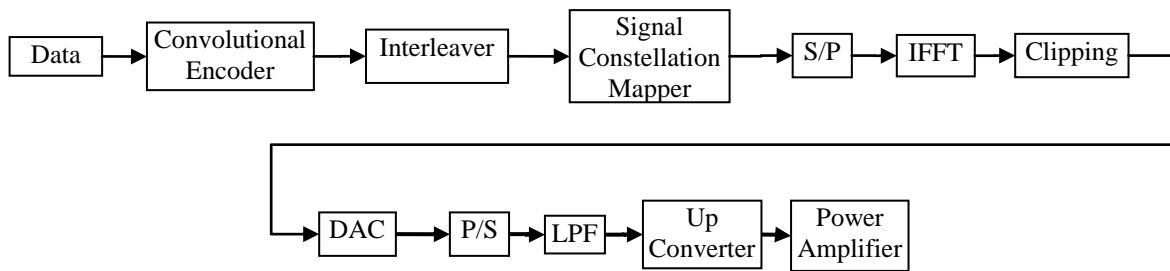 Data
Convolutional
Encoder
Interleaver
Signal
Constellation
Mapper
S/P
IFFT
Clipping
DAC
P/S
LPF
Up
Converter
Power
Amplifier